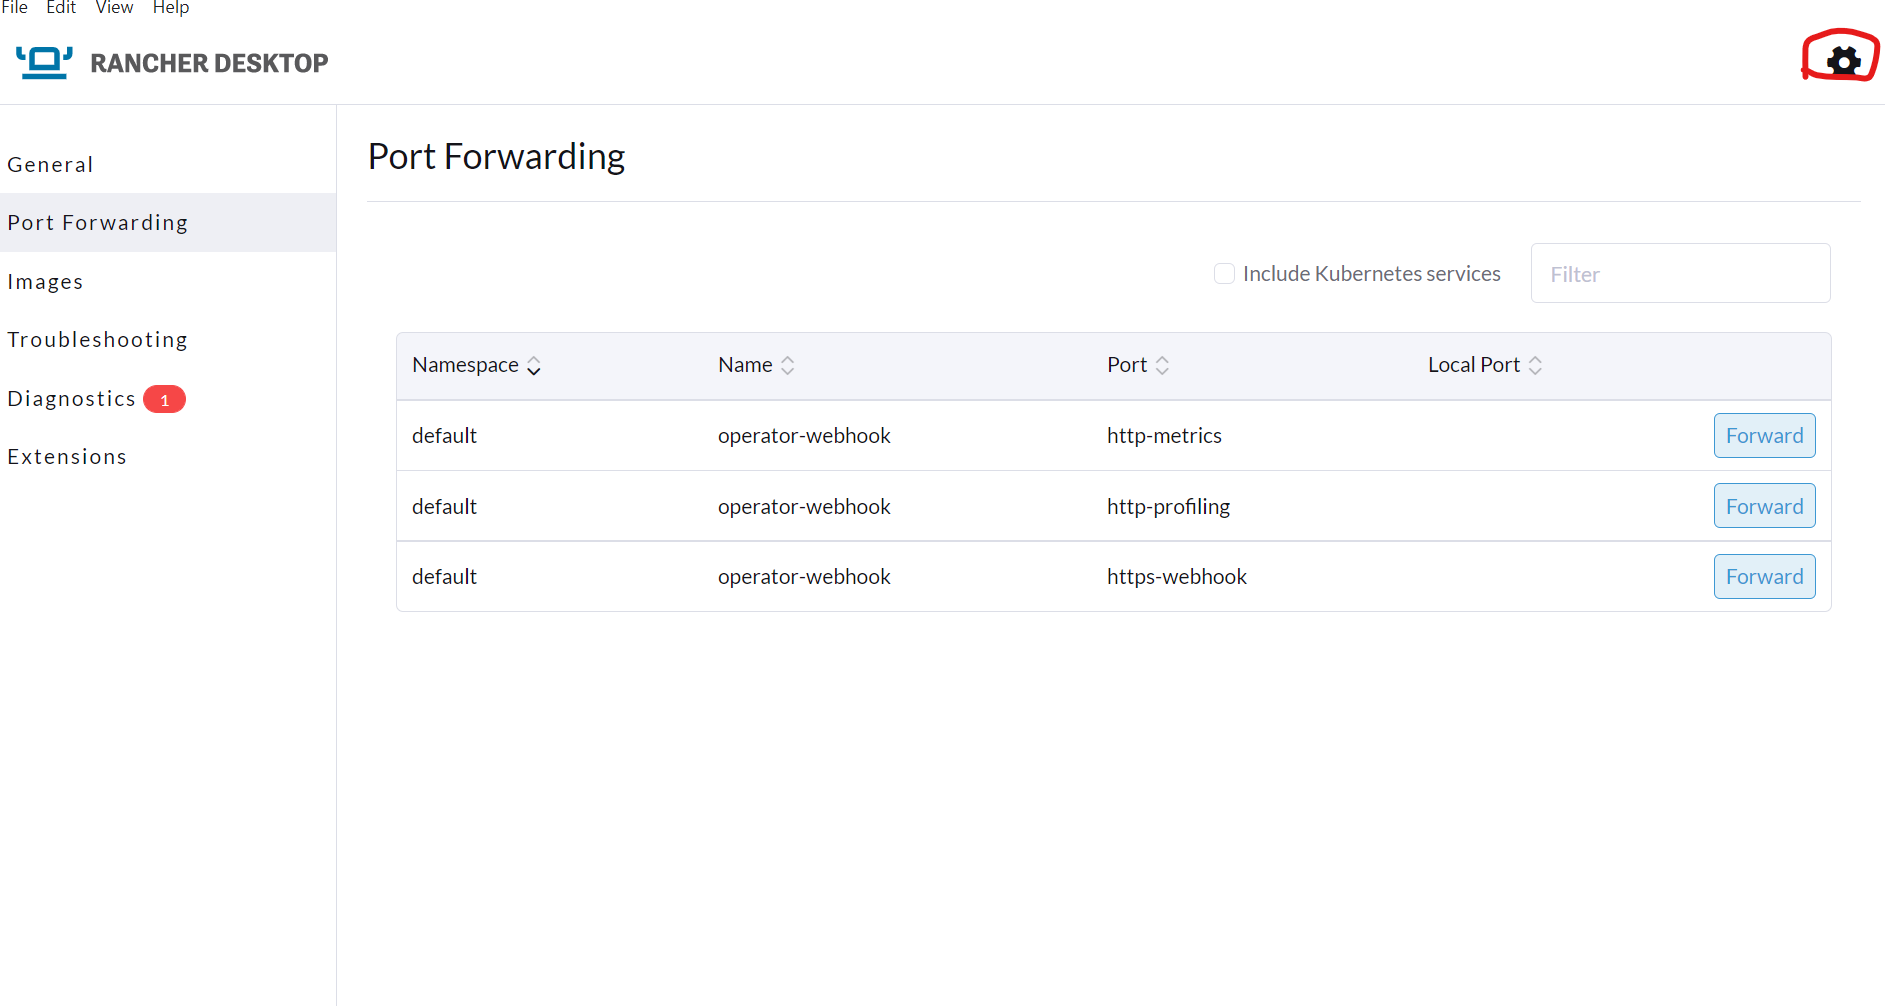 File Edit View Help
RANCHER DESKTOP
General
Port Forwarding
Images
Troubleshooting
Diagnostics 1
Extensions
Port Forwarding
Include Kubernetes services Filter
Namespace Name Port Local Port
default operator-webhook http-metrics Forward
default operator-webhook http-profiling Forward
default operator-webhook https-webhook Forward